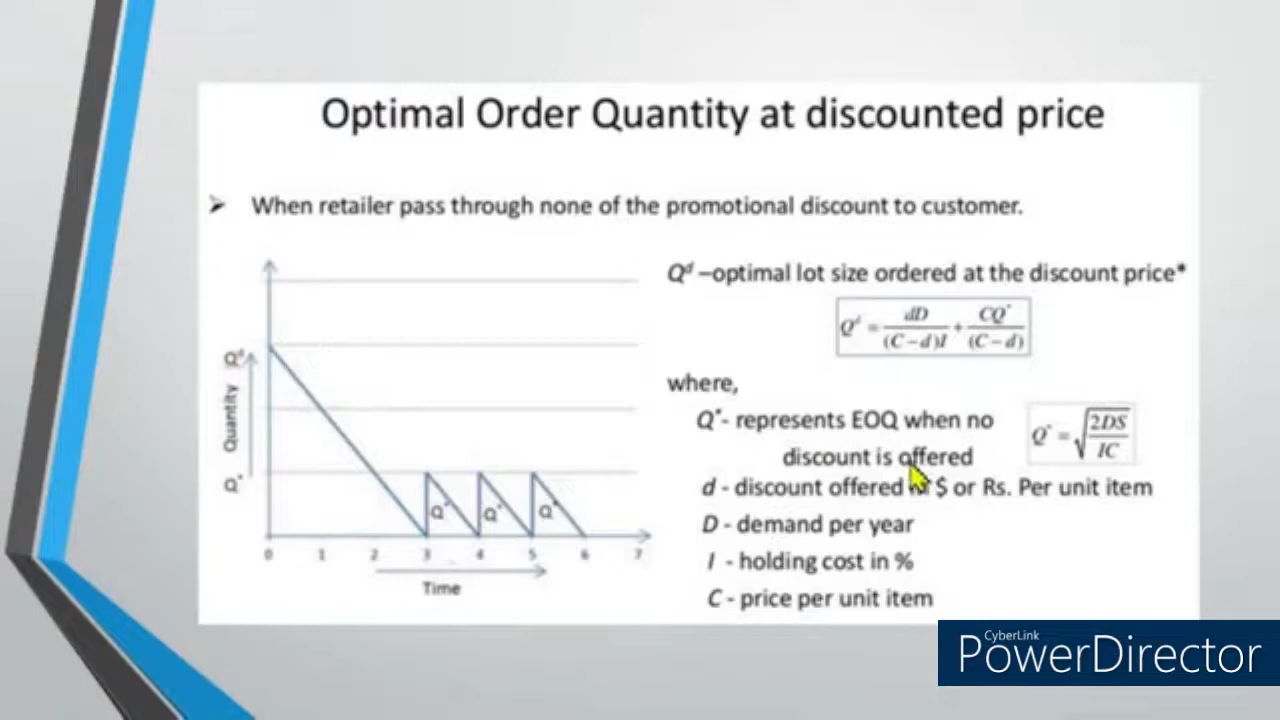 Optimal Order Quantity at discounted price
➤ When retailer pass through none of the promotional discount to customer.
Qᵈ –optimal lot size ordered at the discount price*
Qᵈ = dD/(C-d)I + CQ*/(C-d)
where,
Q*- represents EOQ when no
discount is offered
Q* = √(2DS/IC)
d - discount offered $ or Rs. Per unit item
D - demand per year
I - holding cost in %
C - price per unit item
Q* Quantity Qᵈ
Q* Q* Q*
0 1 2 3 4 5 6 7
Time
CyberLink
PowerDirector